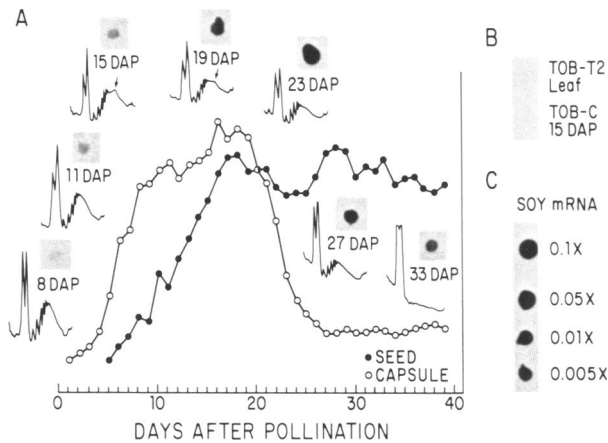 A
15 DAP
19 DAP
23 DAP
11 DAP
8 DAP
27 DAP
33 DAP
SEED
CAPSULE
0 10 20 30 40
DAYS AFTER POLLINATION
B
TOB-T2
Leaf
TOB-C
15 DAP
C
SOY mRNA
0.1X
0.05X
0.01X
0.005X